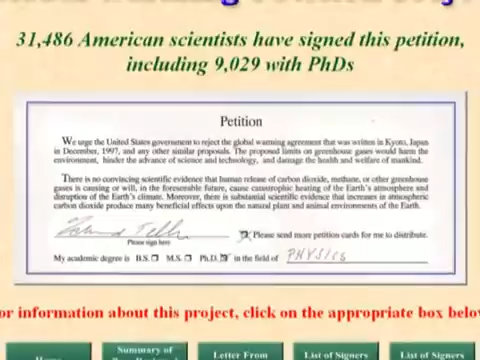 31,486 American scientists have signed this petition,
including 9,029 with PhDs
Petition
We urge the United States government to reject the global warming agreement that was written in Kyoto, Japan
in December, 1997, and any other similar proposals. The proposed limits on greenhouse gases would harm the
environment, hinder the advance of science and technology, and damage the health and welfare of mankind.
There is no convincing scientific evidence that human release of carbon dioxide, methane, or other greenhouse
gases is causing or will, in the foreseeable future, cause catastrophic heating of the Earth's atmosphere and
disruption of the Earth's climate. Moreover, there is substantial scientific evidence that increases in atmospheric
carbon dioxide produce many beneficial effects upon the natural plant and animal environments of the Earth.
Edward Teller
Please send more petition cards for me to distribute.
Please sign here
My academic degree is B.S. M.S. Ph.D. in the field of PHYSICS
or information about this project, click on the appropriate box below
Home
Summary of
Letter From
List of Signers
List of Signers